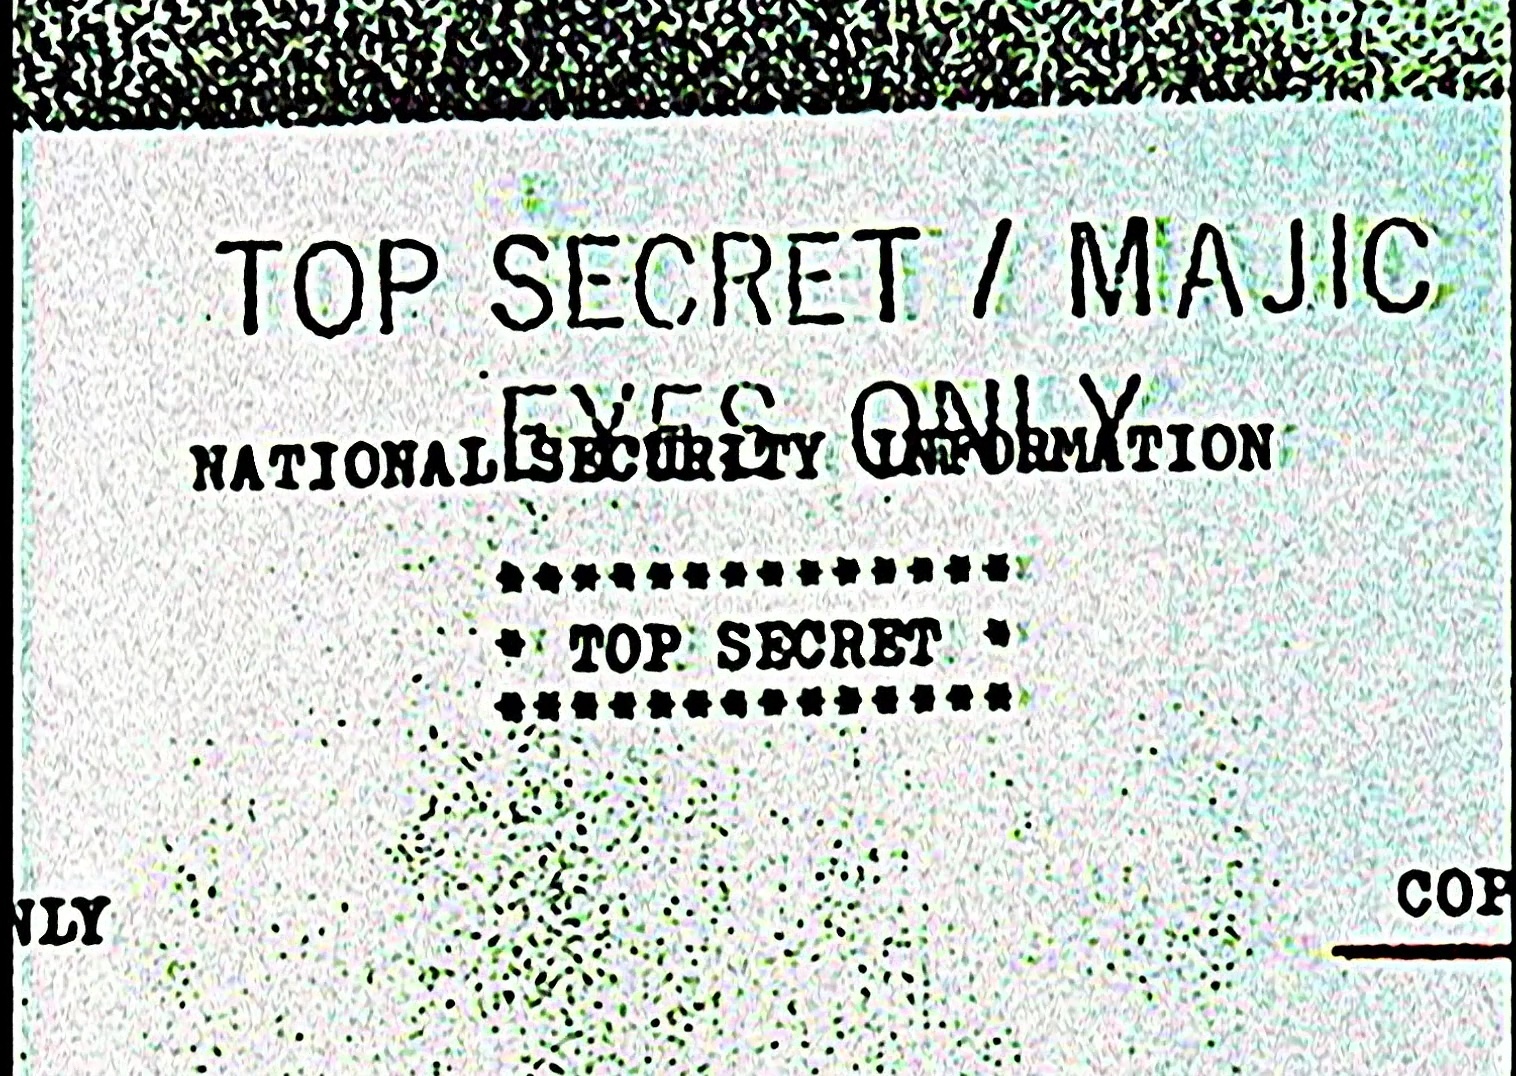 TOP SECRET / MAJIC
EYES ONLY
NATIONAL SECURITY INFORMATION
**************
* TOP SECRET *
**************
NLY
COP